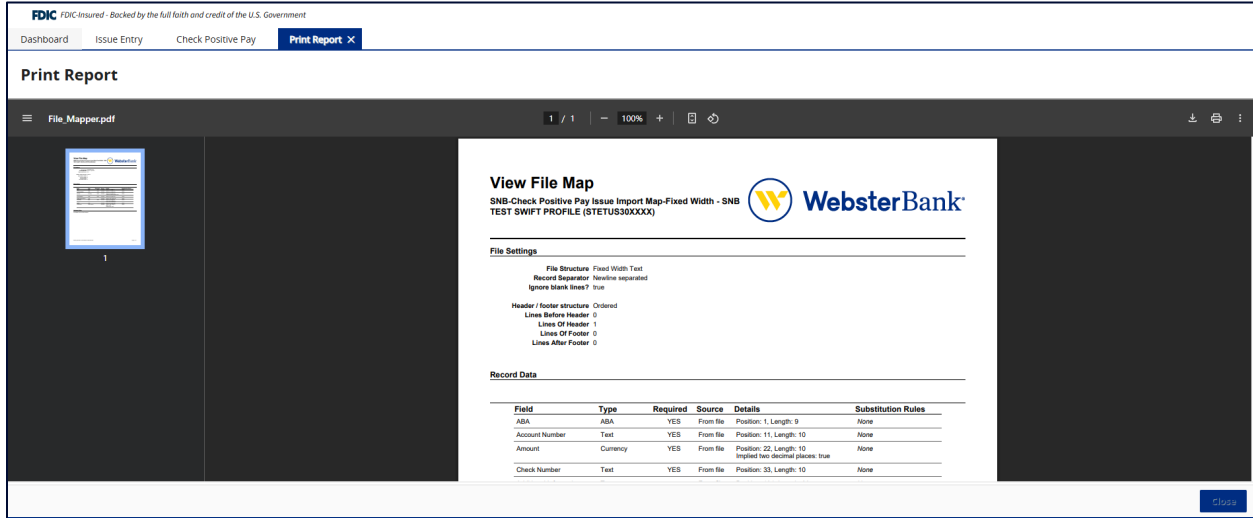 FDIC FDIC-Insured - Backed by the full faith and credit of the U.S. Government
Dashboard Issue Entry Check Positive Pay Print Report X
Print Report
File_Mapper.pdf 1 / 1 − 100% +
View File Map
SNB-Check Positive Pay Issue Import Map-Fixed Width - SNB
TEST SWIFT PROFILE (STETUS30XXXX)
W WebsterBank
File Settings
File Structure Fixed Width Text
Record Separator Newline separated
Ignore blank lines? true
Header / footer structure Ordered
Lines Before Header 0
Lines Of Header 1
Lines Of Footer 0
Lines After Footer 0
Record Data
Field Type Required Source Details Substitution Rules
ABA ABA YES From file Position: 1, Length: 9 None
Account Number Text YES From file Position: 11, Length: 10 None
Amount Currency YES From file Position: 22, Length: 10 None
Implied two decimal places: true
Check Number Text YES From file Position: 33, Length: 10 None
1
Close